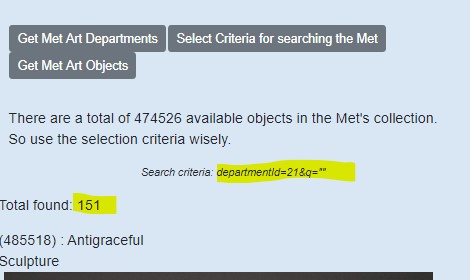 Get Met Art Departments Select Criteria for searching the Met
Get Met Art Objects
There are a total of 474526 available objects in the Met's collection.
So use the selection criteria wisely.
Search criteria: departmentId=21&q=""
Total found: 151
(485518) : Antigraceful
Sculpture